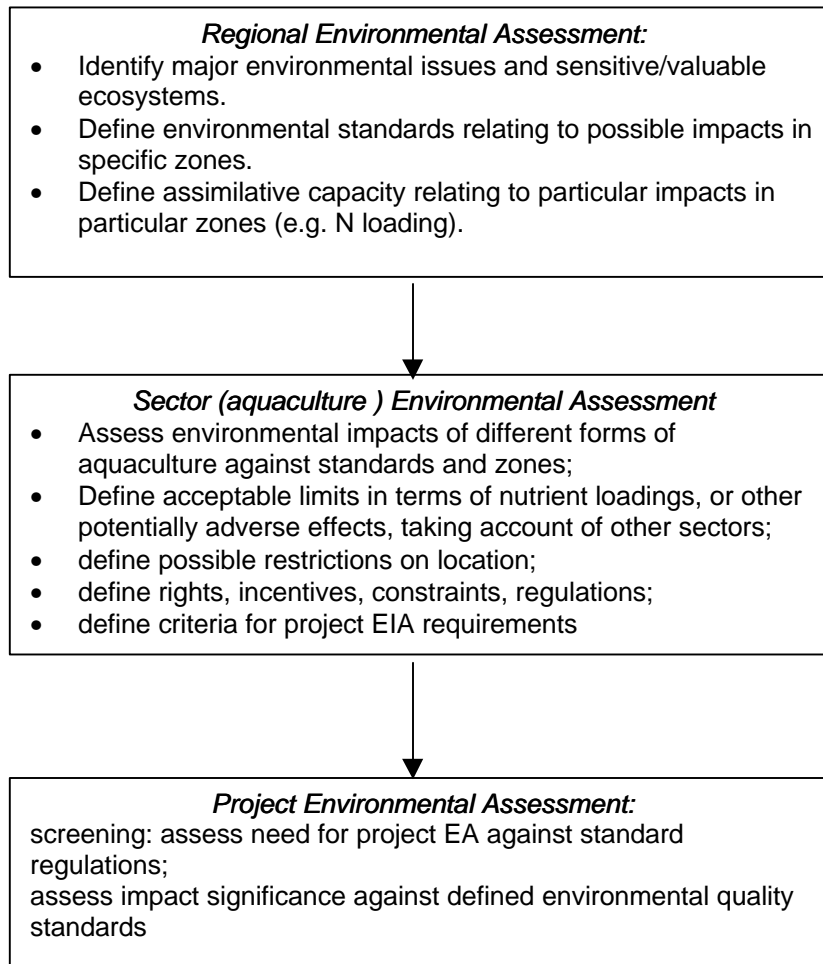 Regional Environmental Assessment:
• Identify major environmental issues and sensitive/valuable
ecosystems.
• Define environmental standards relating to possible impacts in
specific zones.
• Define assimilative capacity relating to particular impacts in
particular zones (e.g. N loading).
Sector (aquaculture ) Environmental Assessment
• Assess environmental impacts of different forms of
aquaculture against standards and zones;
• Define acceptable limits in terms of nutrient loadings, or other
potentially adverse effects, taking account of other sectors;
• define possible restrictions on location;
• define rights, incentives, constraints, regulations;
• define criteria for project EIA requirements
Project Environmental Assessment:
screening: assess need for project EA against standard
regulations;
assess impact significance against defined environmental quality
standards